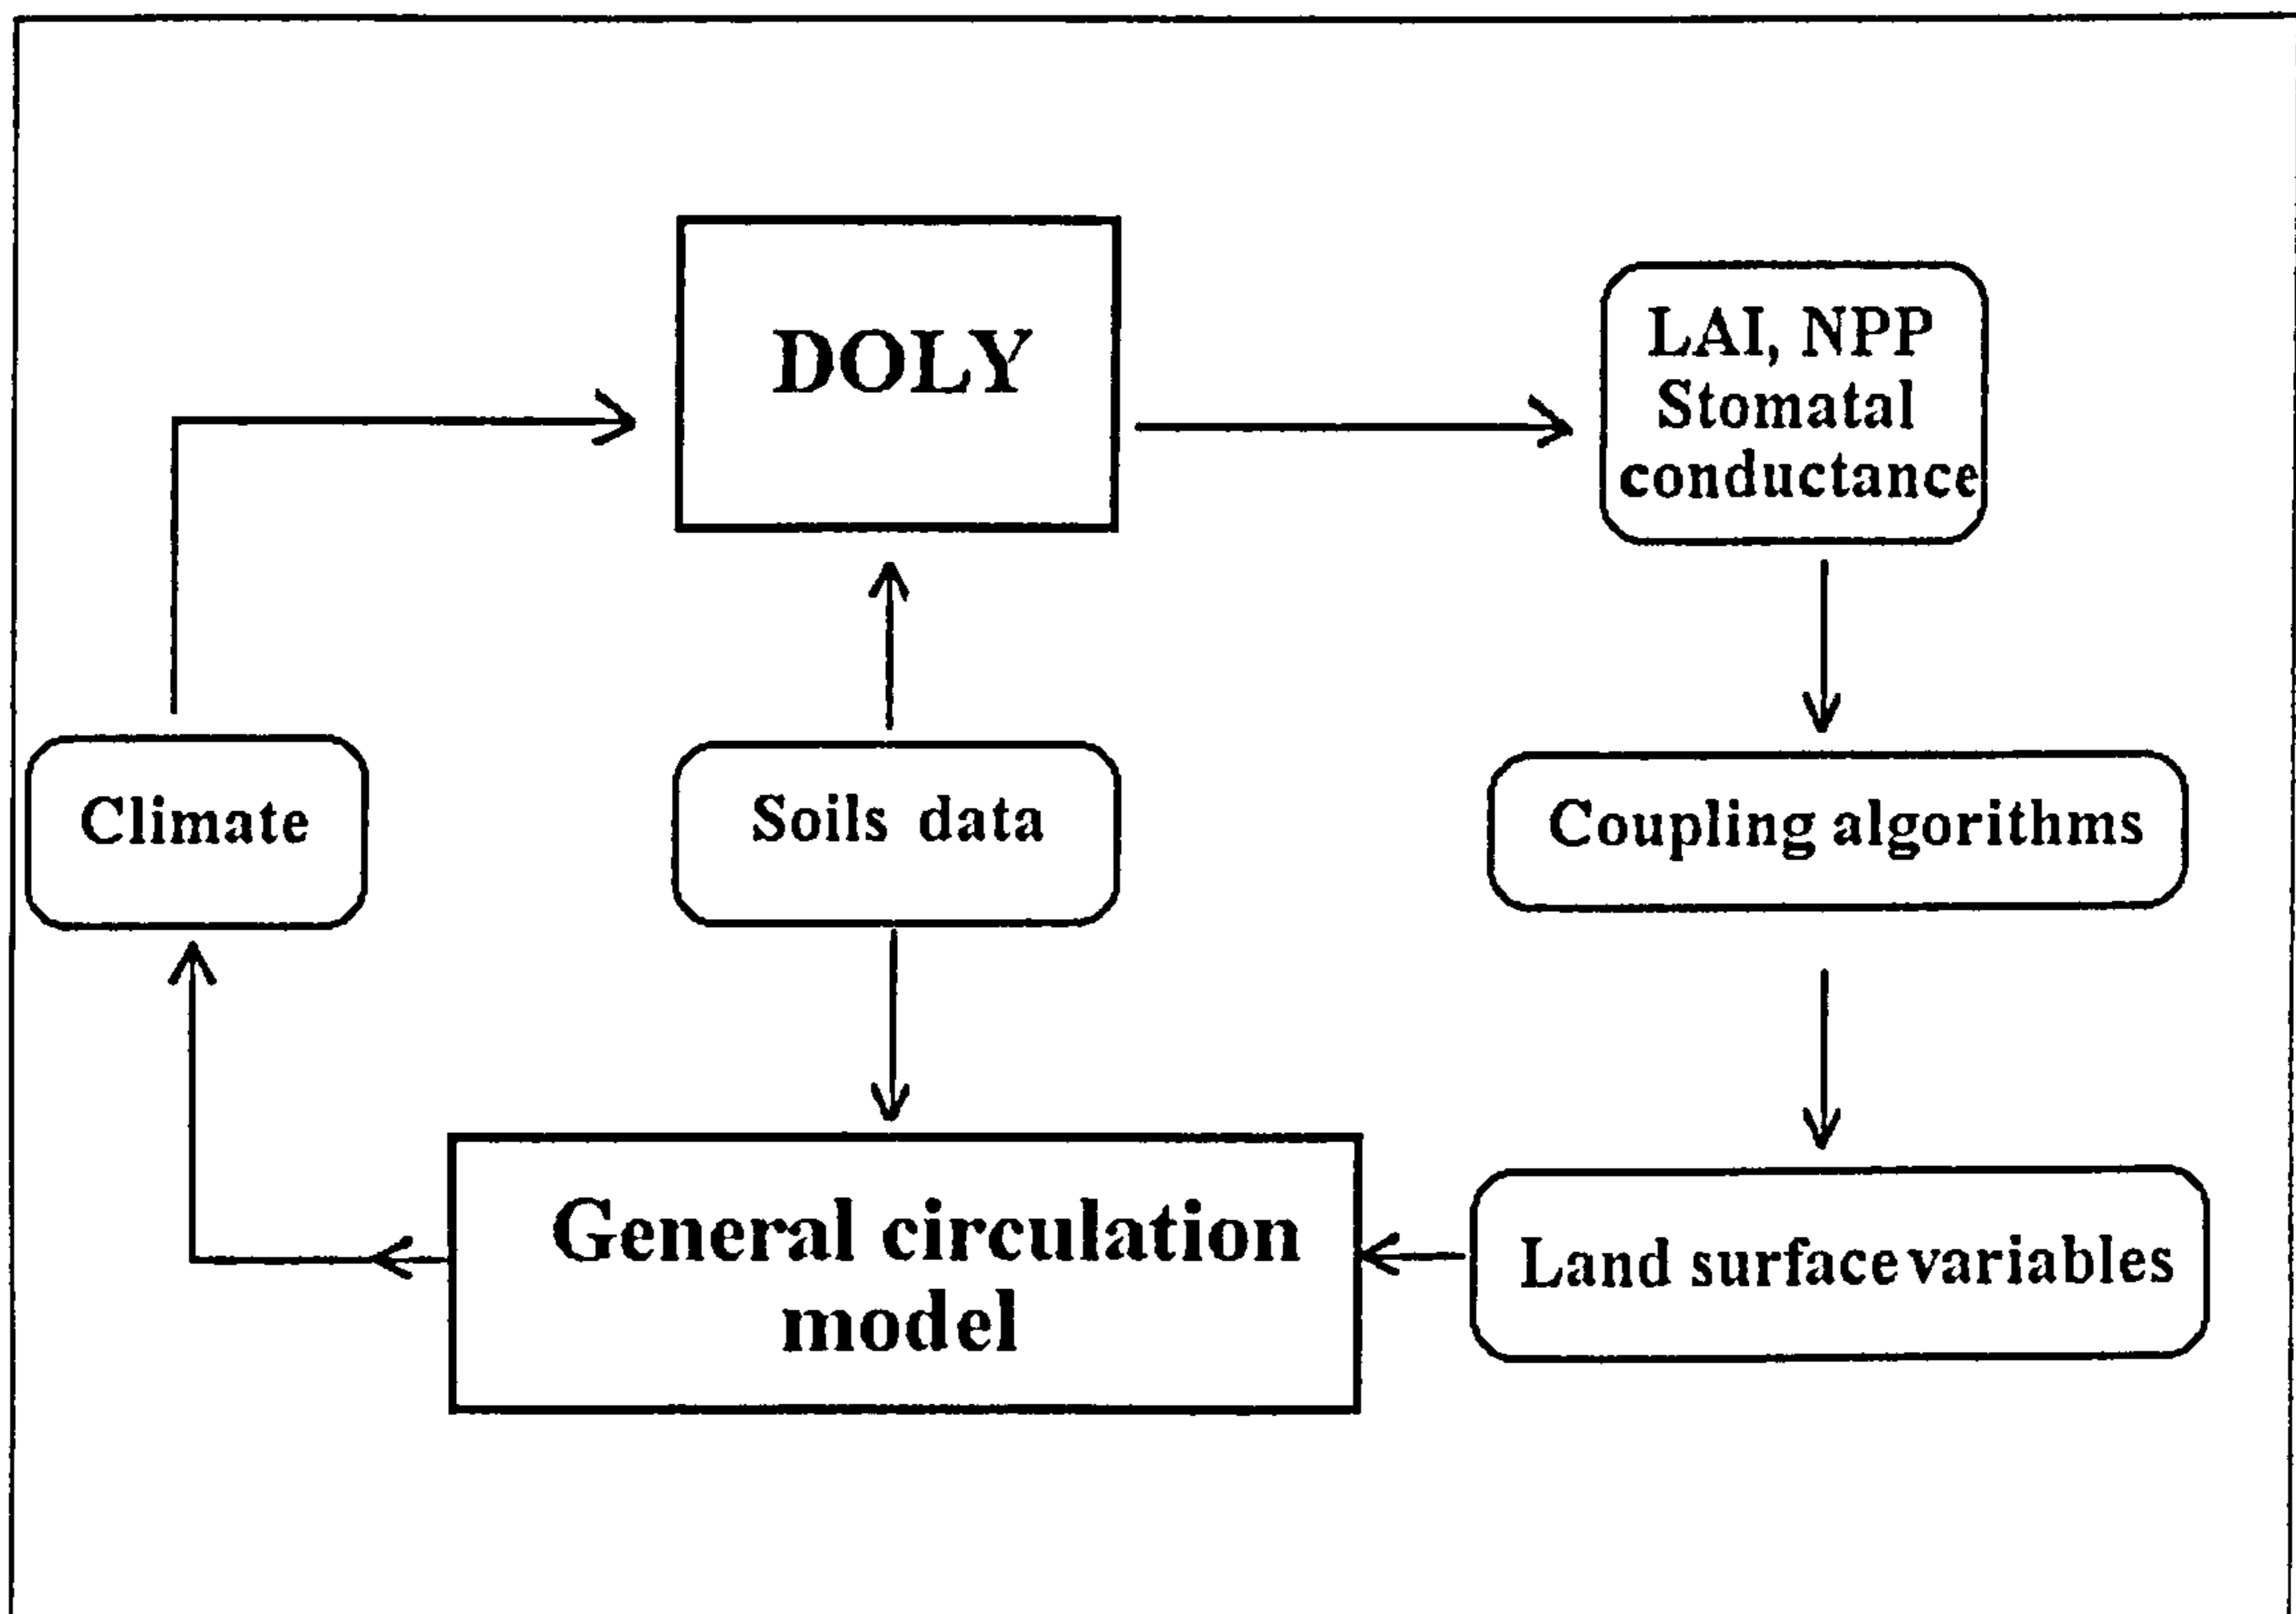 DOLY
LAI, NPP
Stomatal
conductance
Climate
Soils data
Coupling algorithms
General circulation
model
Land surface variables